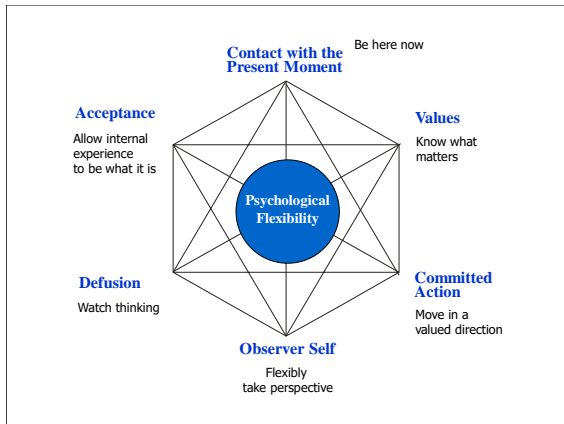 Contact with the
Present Moment
Be here now
Acceptance
Allow internal
experience
to be what it is
Values
Know what
matters
Psychological
Flexibility
Defusion
Watch thinking
Committed
Action
Move in a
valued direction
Observer Self
Flexibly
take perspective